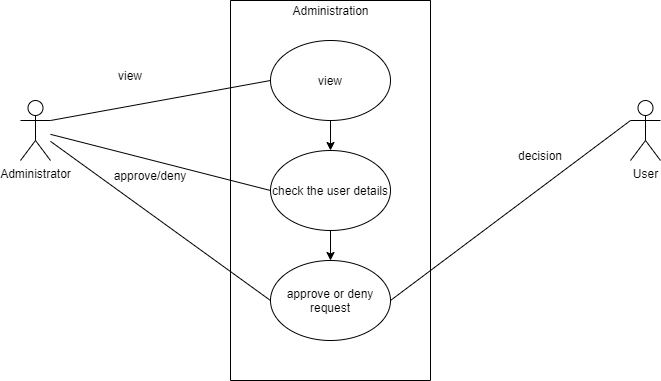 Administration
view
view
Administrator
User
decision
approve/deny
check the user details
approve or deny
request